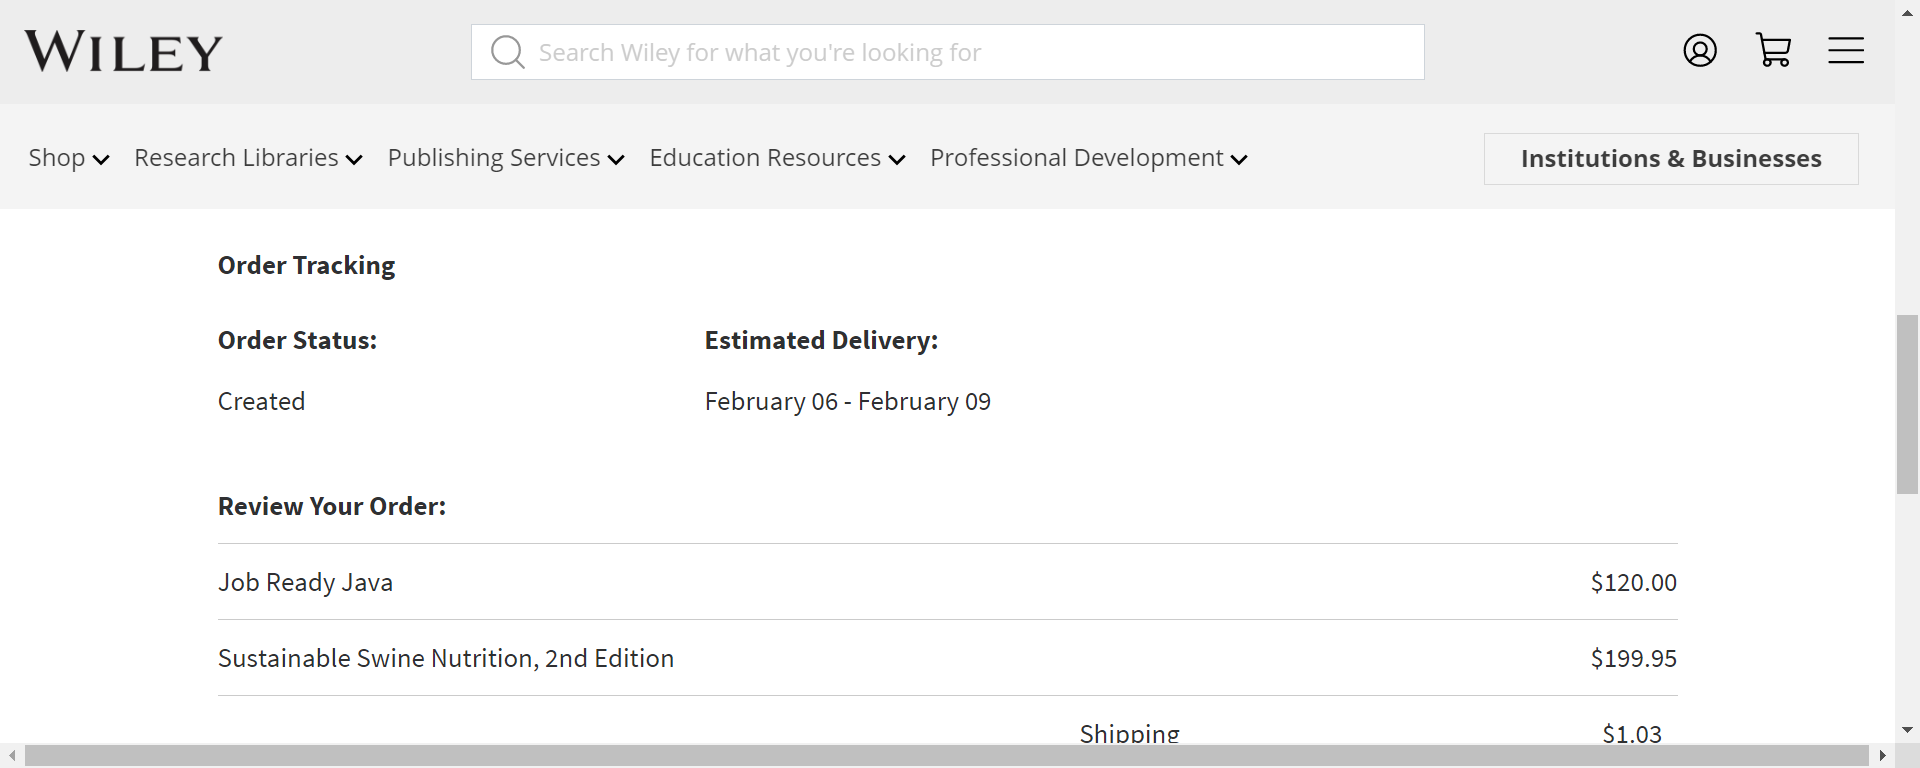 WILEY
Search Wiley for what you're looking for
Shop Research Libraries Publishing Services Education Resources Professional Development Institutions & Businesses
Order Tracking
Order Status: Estimated Delivery:
Created February 06 - February 09
Review Your Order:
Job Ready Java $120.00
Sustainable Swine Nutrition, 2nd Edition $199.95
Shipping $1.03